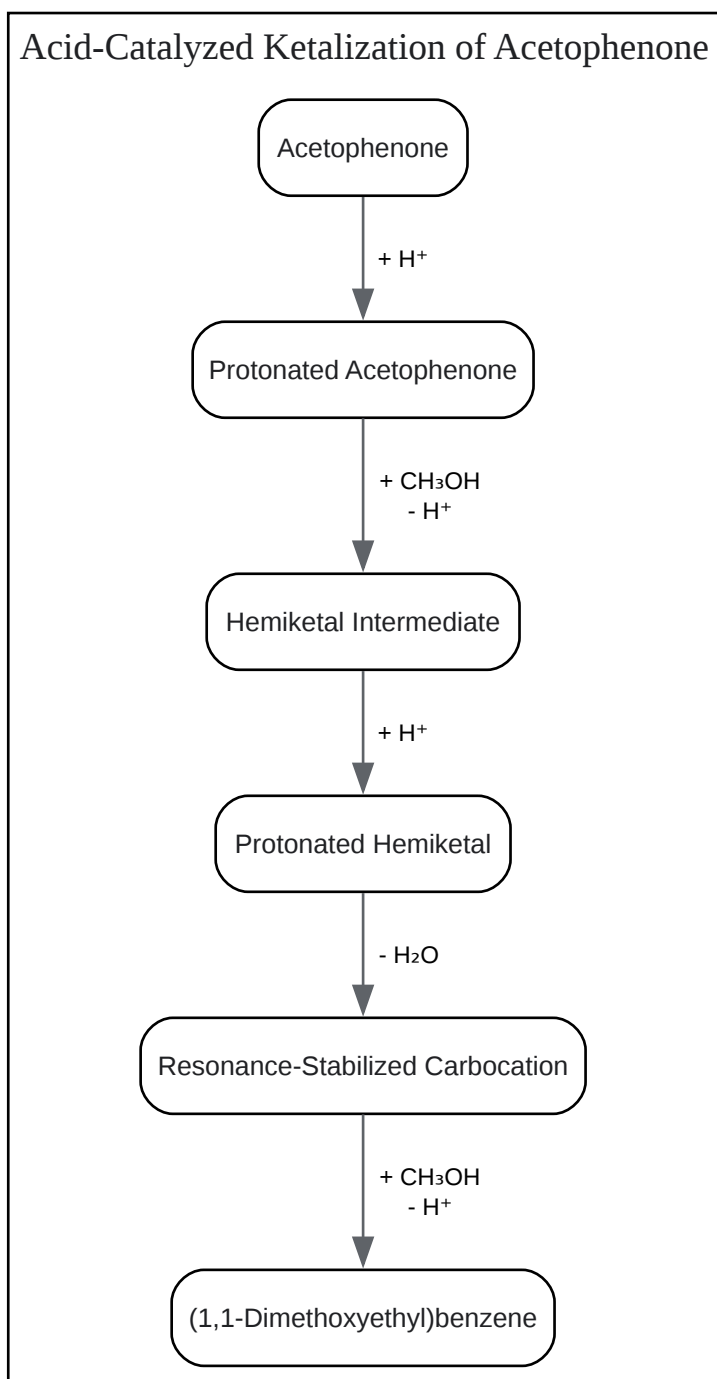 Acid-Catalyzed Ketalization of Acetophenone
Acetophenone
+ H⁺
Protonated Acetophenone
+ CH₃OH
- H⁺
Hemiketal Intermediate
+ H⁺
Protonated Hemiketal
- H₂O
Resonance-Stabilized Carbocation
+ CH₃OH
- H⁺
(1,1-Dimethoxyethyl)benzene